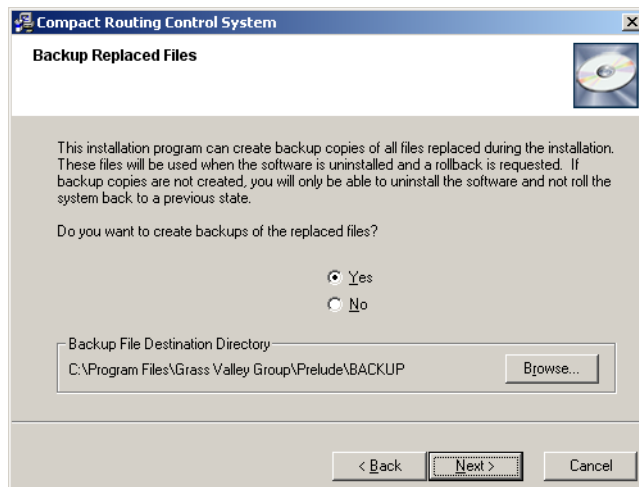 Compact Routing Control System
Backup Replaced Files
This installation program can create backup copies of all files replaced during the installation.
These files will be used when the software is uninstalled and a rollback is requested. If
backup copies are not created, you will only be able to uninstall the software and not roll the
system back to a previous state.
Do you want to create backups of the replaced files?
Yes
No
Backup File Destination Directory
C:\Program Files\Grass Valley Group\Prelude\BACKUP
Browse...
< Back
Next >
Cancel